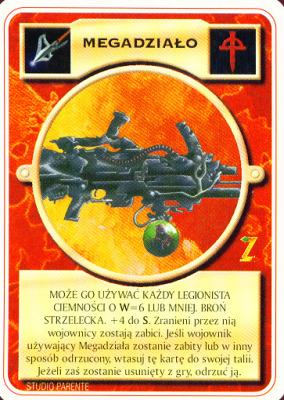 MEGADZIAŁO
Z
MOŻE GO UŻYWAĆ KAŻDY LEGIONISTA
CIEMNOŚCI O W=6 LUB MNIEJ. BROŃ
STRZELECKA. +4 do S. Zranieni przez nią
wojownicy zostają zabici. Jeśli wojownik
używający Megadziała zostanie zabity lub w inny
sposób odrzucony, wtasuj tę kartę do swojej talii.
Jeżeli zaś zostanie usunięty z gry, odrzuć ją.
STUDIO PARENTE